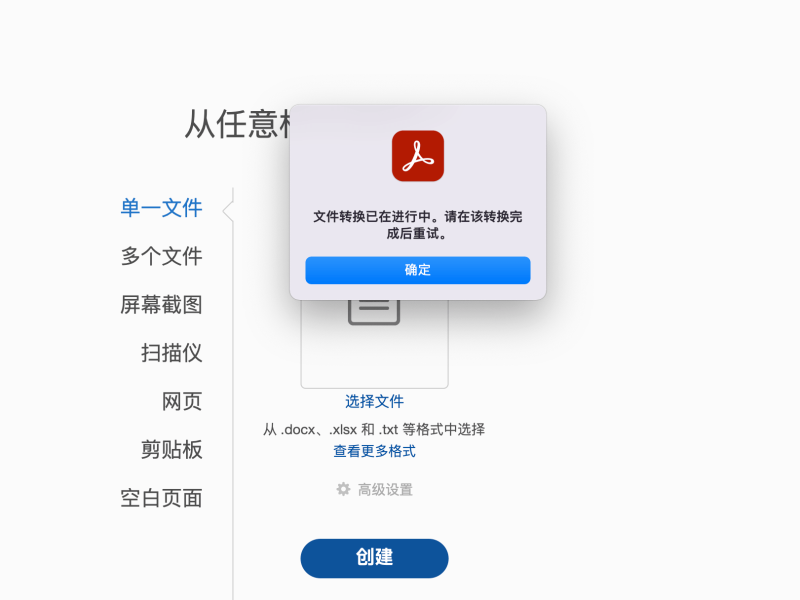 从任意
文件转换已在进行中。请在该转换完
成后重试。
确定
单一文件
多个文件
屏幕截图
扫描仪
网页
剪贴板
空白页面
选择文件
从 .docx、.xlsx 和 .txt 等格式中选择
查看更多格式
高级设置
创建